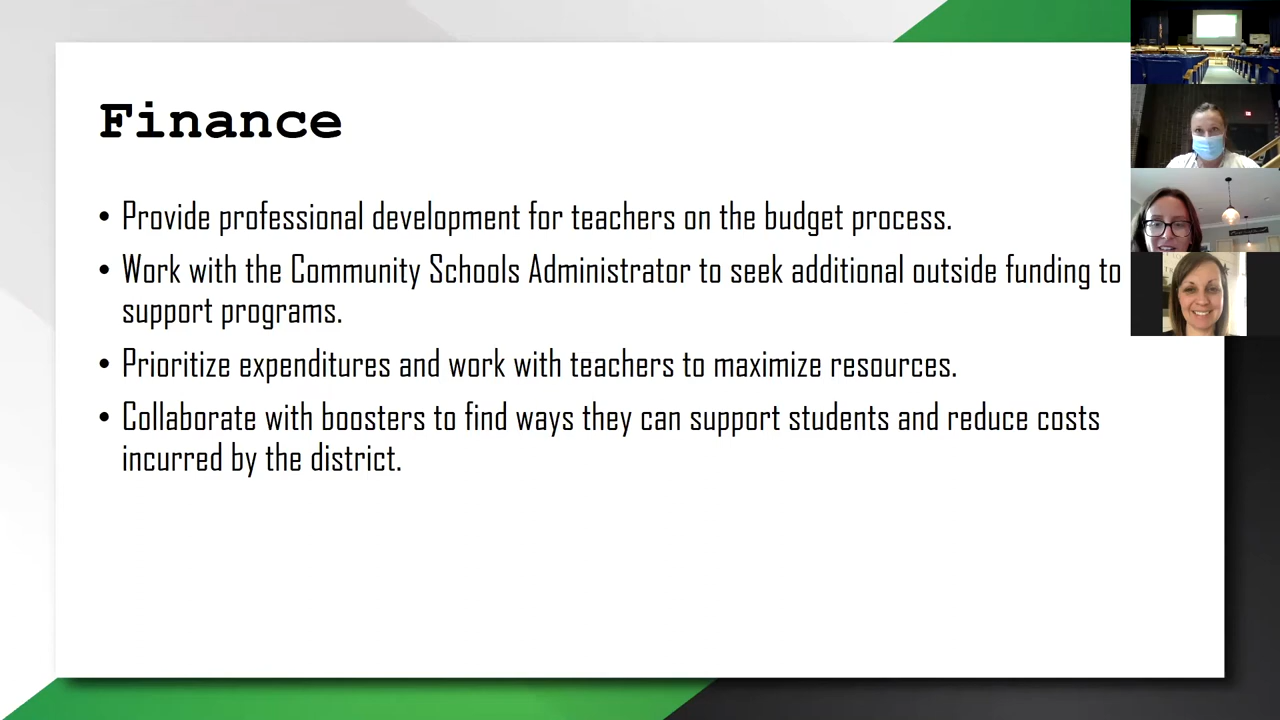 Finance
• Provide professional development for teachers on the budget process.
• Work with the Community Schools Administrator to seek additional outside funding to
support programs.
• Prioritize expenditures and work with teachers to maximize resources.
• Collaborate with boosters to find ways they can support students and reduce costs
incurred by the district.